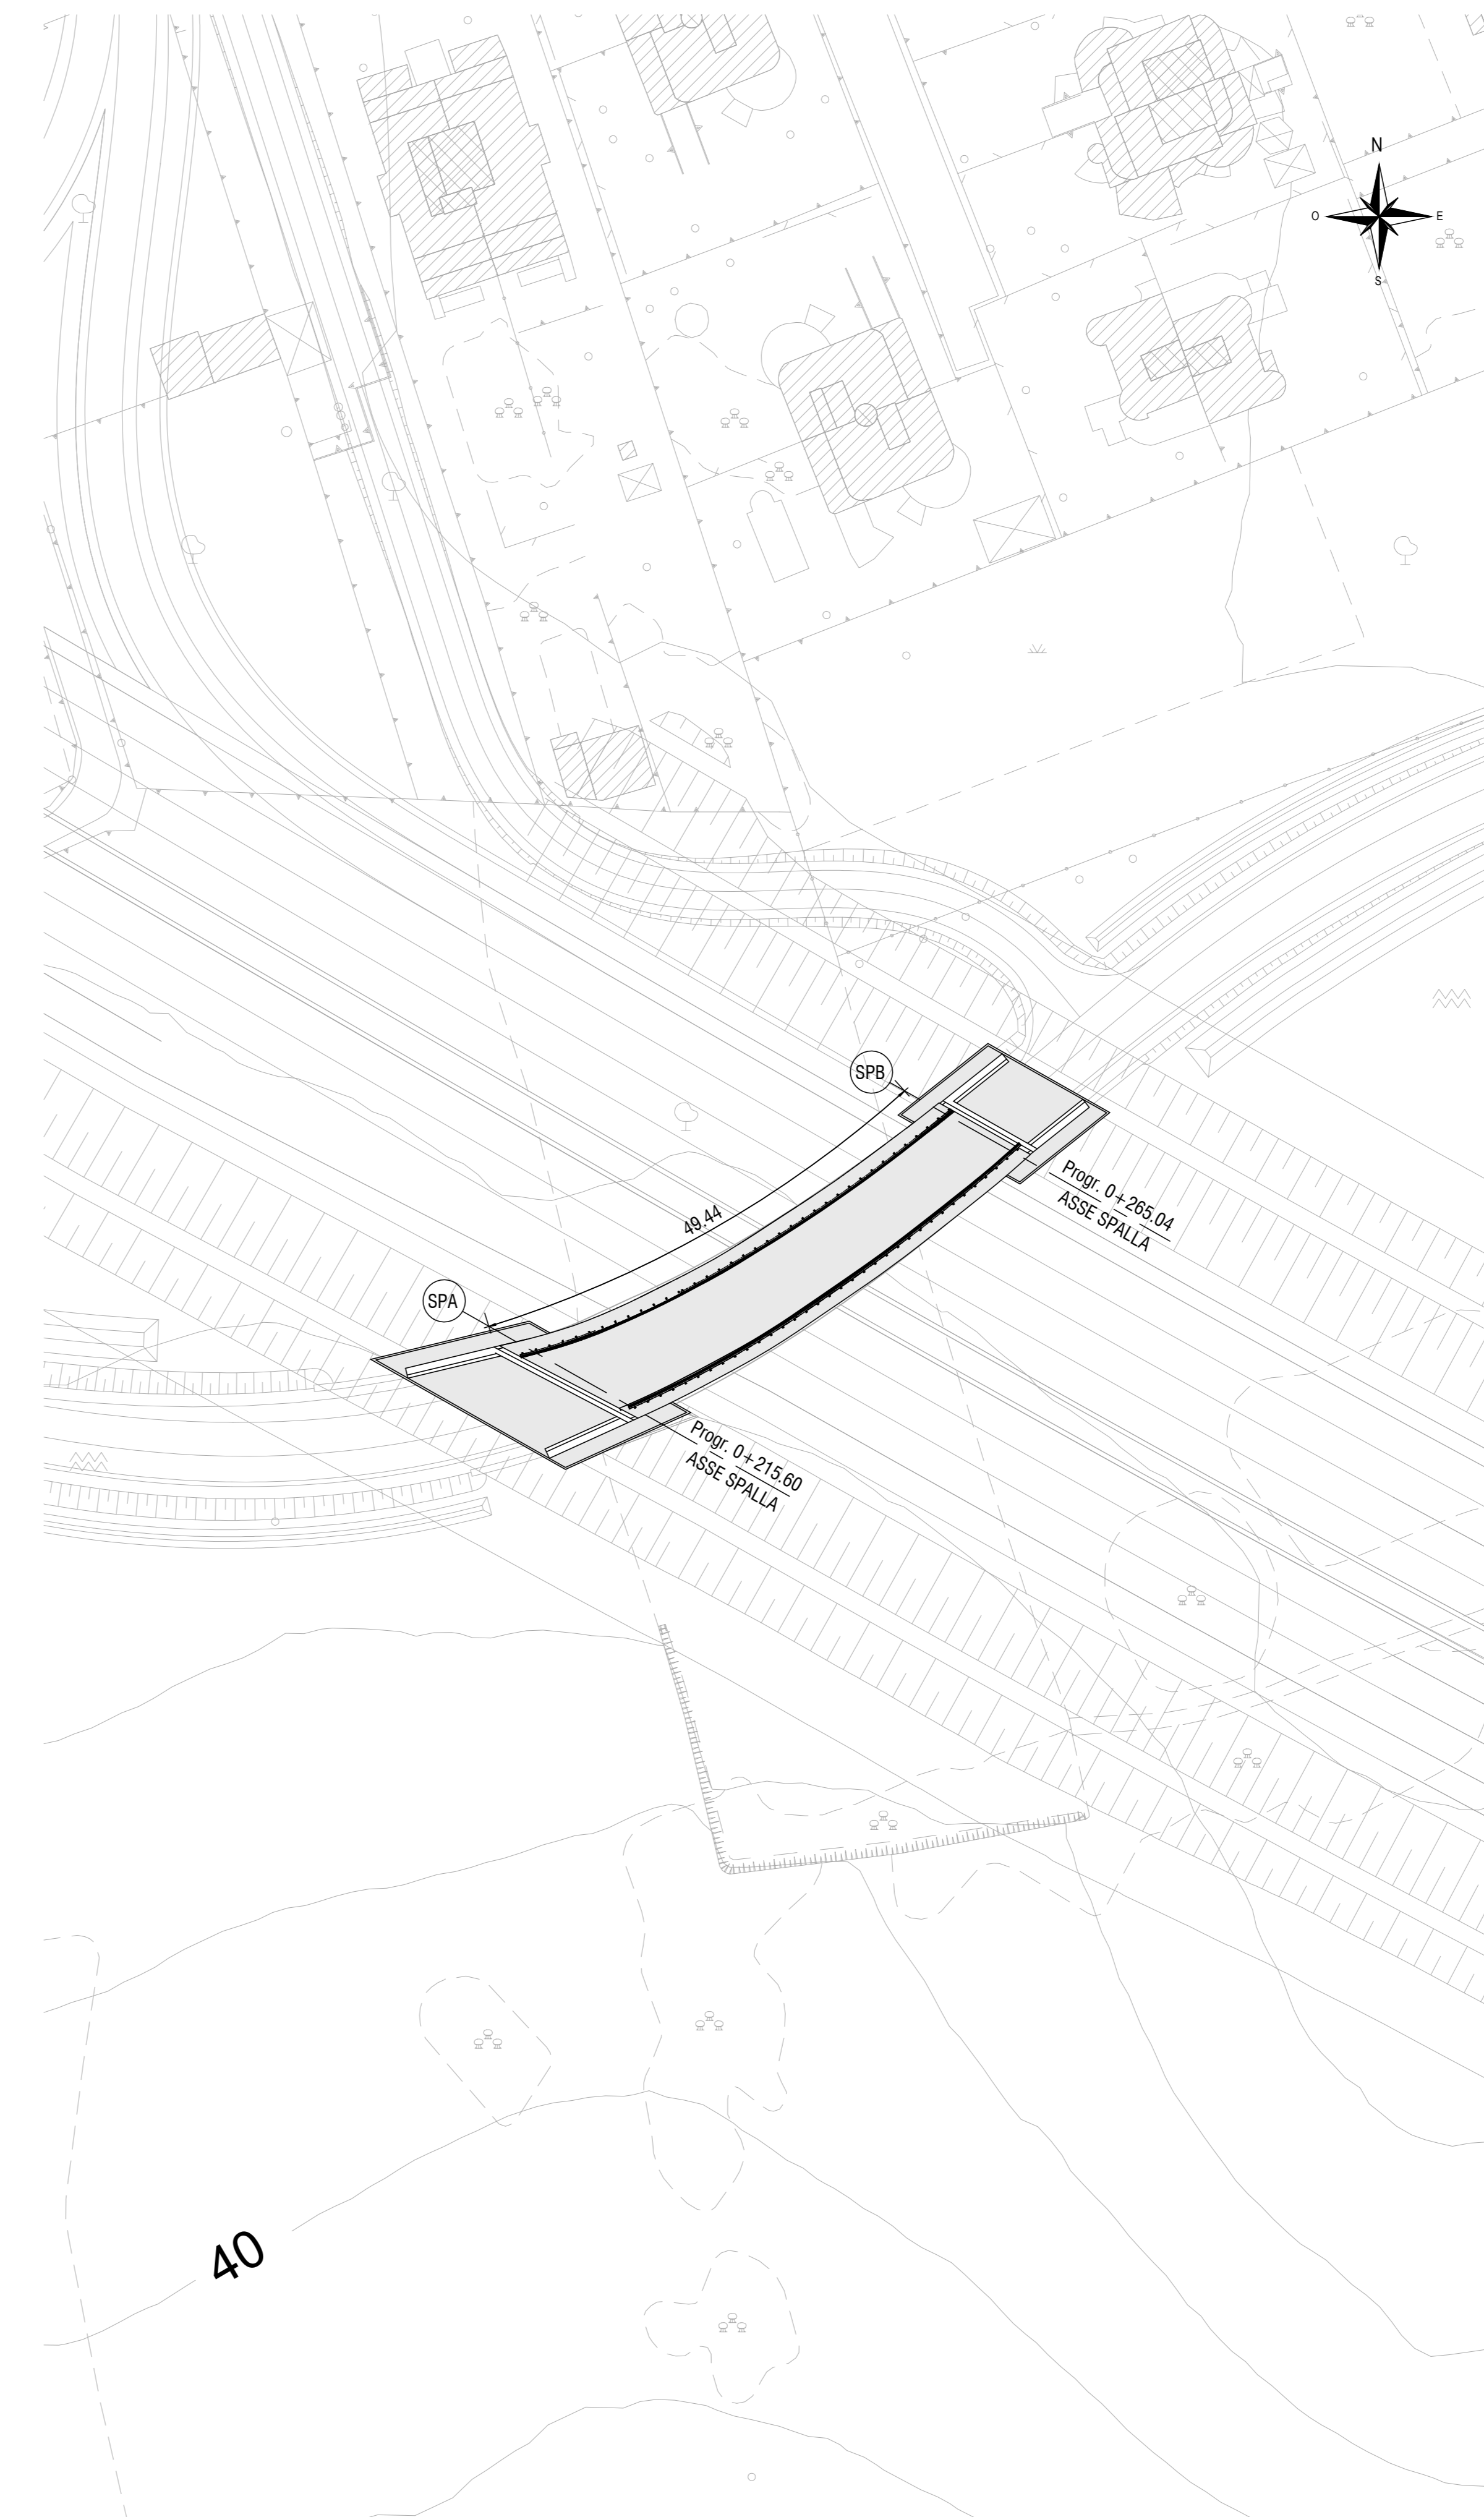 N
O
E
S
SPB
Progr. 0+265.04
ASSE SPALLA
49.44
SPA
Progr. 0+215.60
ASSE SPALLA
40